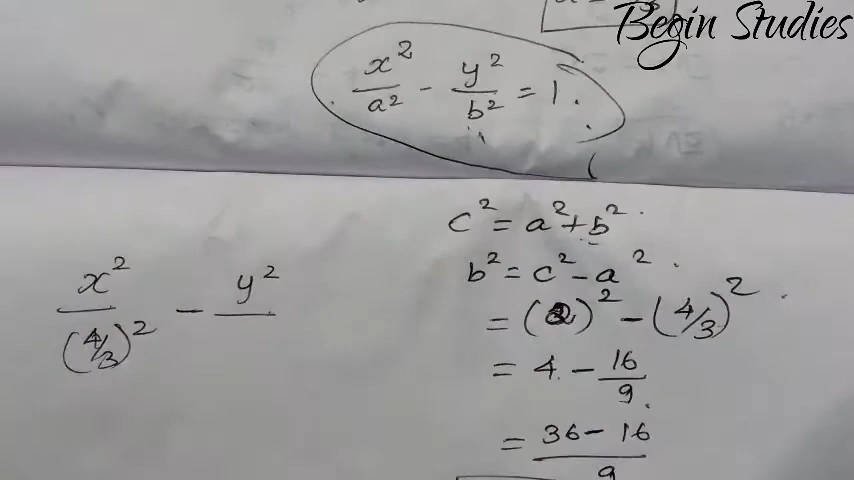 Begin Studies
x²/a² - y²/b² = 1.
c² = a² + b².
b² = c² - a².
= (2)² - (4/3)².
x²/(4/3)² - y²/
= 4 - 16/9.
= 36 - 16/9